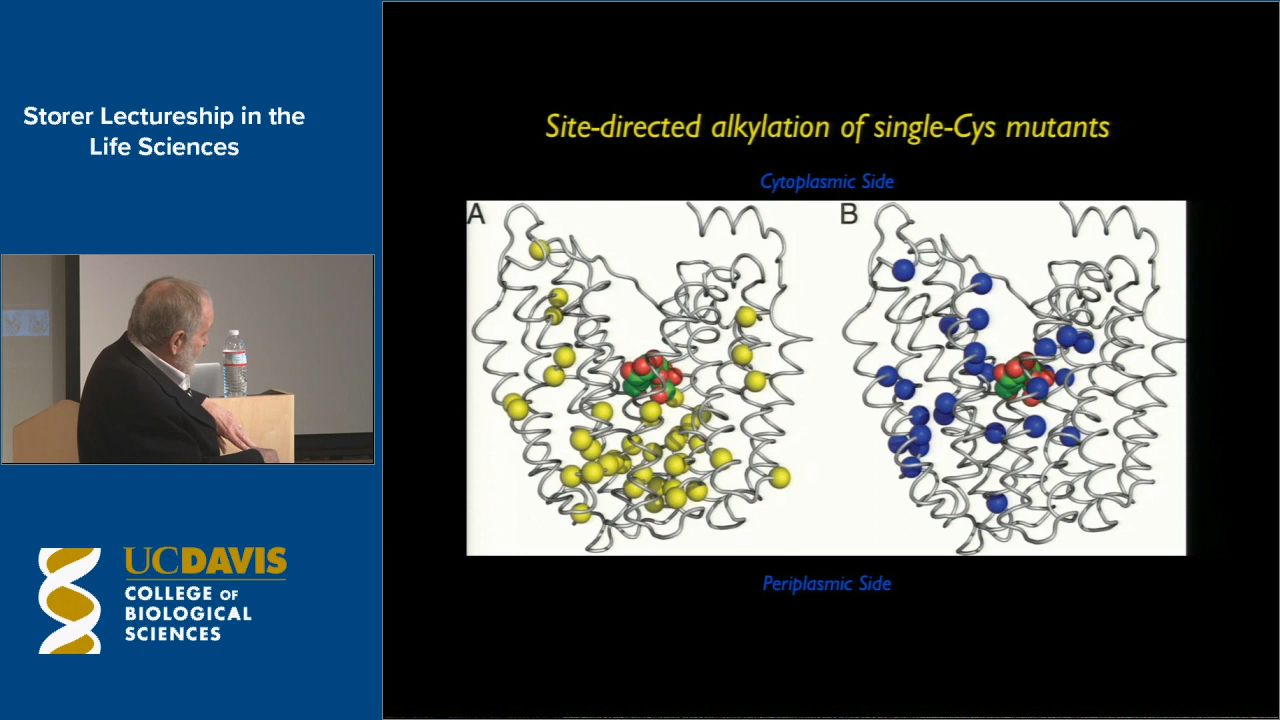 Storer Lectureship in the
Life Sciences
UCDAVIS
COLLEGE OF
BIOLOGICAL
SCIENCES
Site-directed alkylation of single-Cys mutants
Cytoplasmic Side
A
B
Periplasmic Side